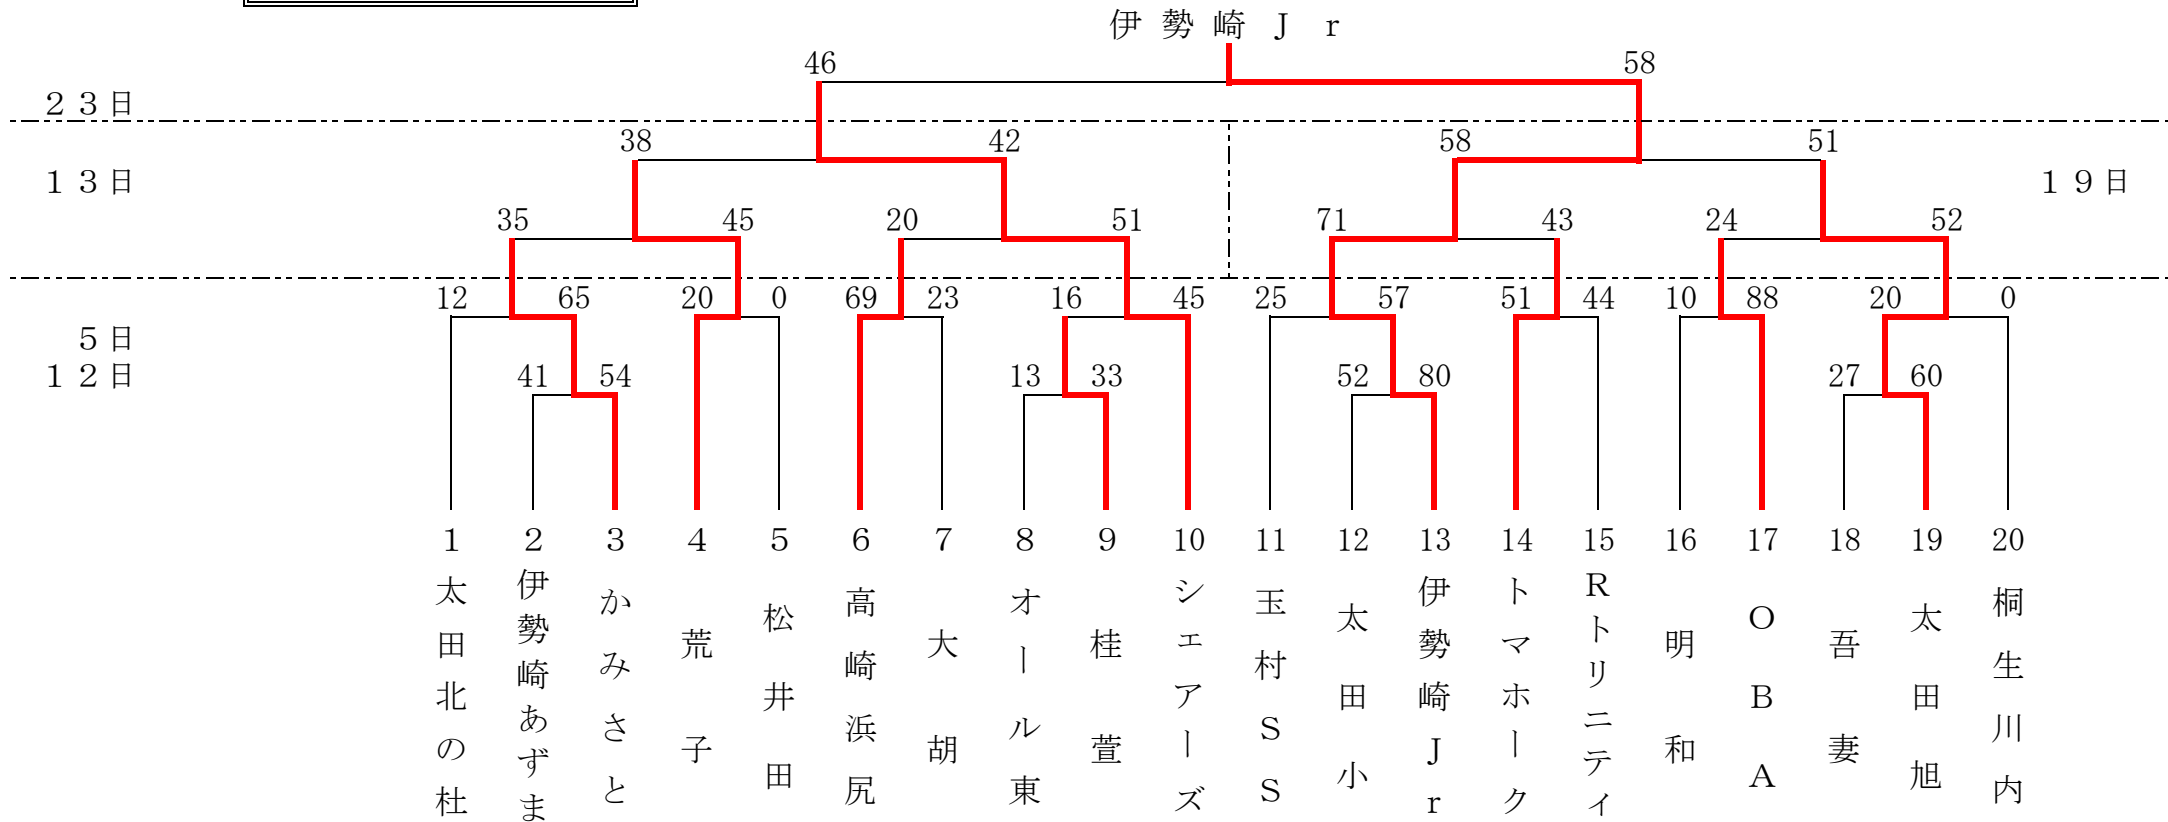 伊勢崎Ｊｒ
46 58
２３日
38 42 58 51
１３日 １９日
35 45 20 51 71 43 24 52
12 65 20 0 69 23 16 45 25 57 51 44 10 88 20 0
５日
１２日
41 54 13 33 52 80 27 60
1 2 3 4 5 6 7 8 9 10 11 12 13 14 15 16 17 18 19 20
太田北の杜
伊勢崎あずま
かみさと
荒子
松井田
高崎浜尻
大胡
オール東
桂萱
シェアーズ
玉村ＳＳ
太田小
伊勢崎Ｊｒ
トマホーク
Ｒトリニティ
明和
ＯＢＡ
吾妻
太田旭
桐生川内